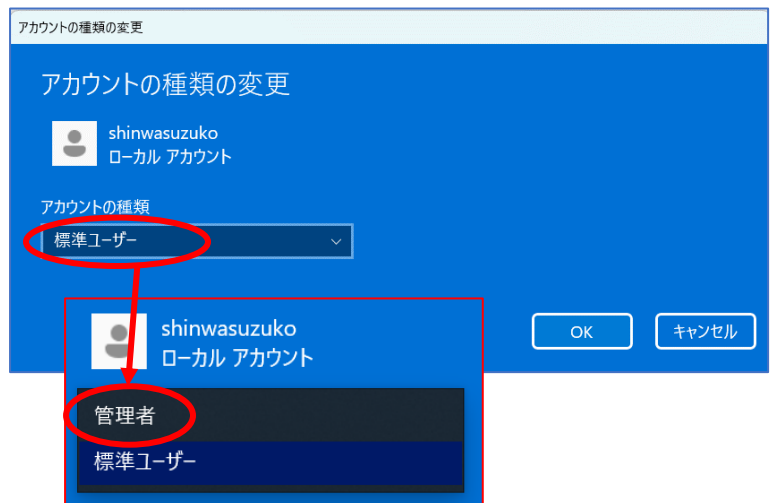 アカウントの種類の変更
アカウントの種類の変更
shinwasuzuko
ローカル アカウント
アカウントの種類
標準ユーザー
OK
キャンセル
shinwasuzuko
ローカル アカウント
管理者
標準ユーザー